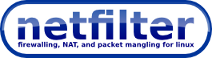 netfilter
firewalling, NAT, and packet mangling for linux